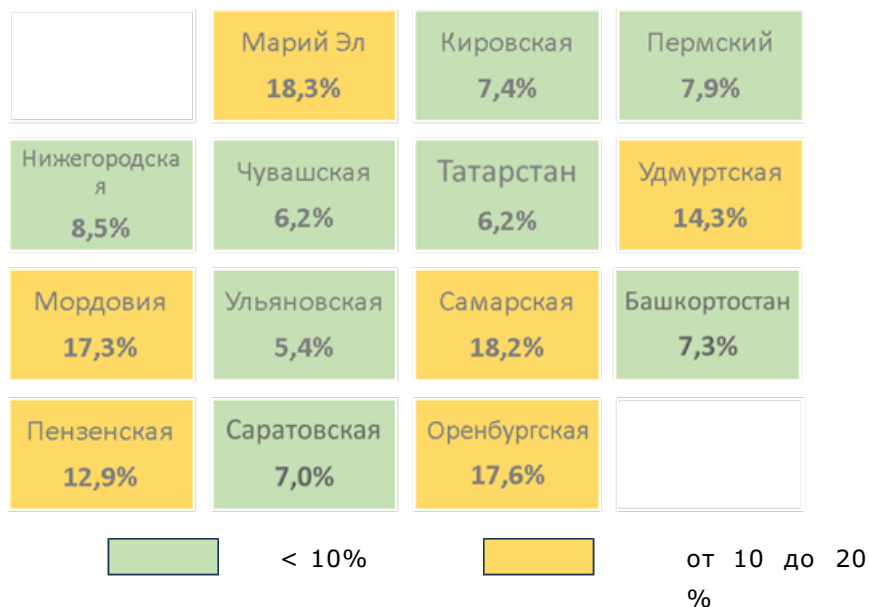 Марий Эл
18,3%
Кировская
7,4%
Пермский
7,9%
Нижегородска
я
8,5%
Чувашская
6,2%
Татарстан
6,2%
Удмуртская
14,3%
Мордовия
17,3%
Ульяновская
5,4%
Самарская
18,2%
Башкортостан
7,3%
Пензенская
12,9%
Саратовская
7,0%
Оренбургская
17,6%
< 10%
от 10 до 20
%